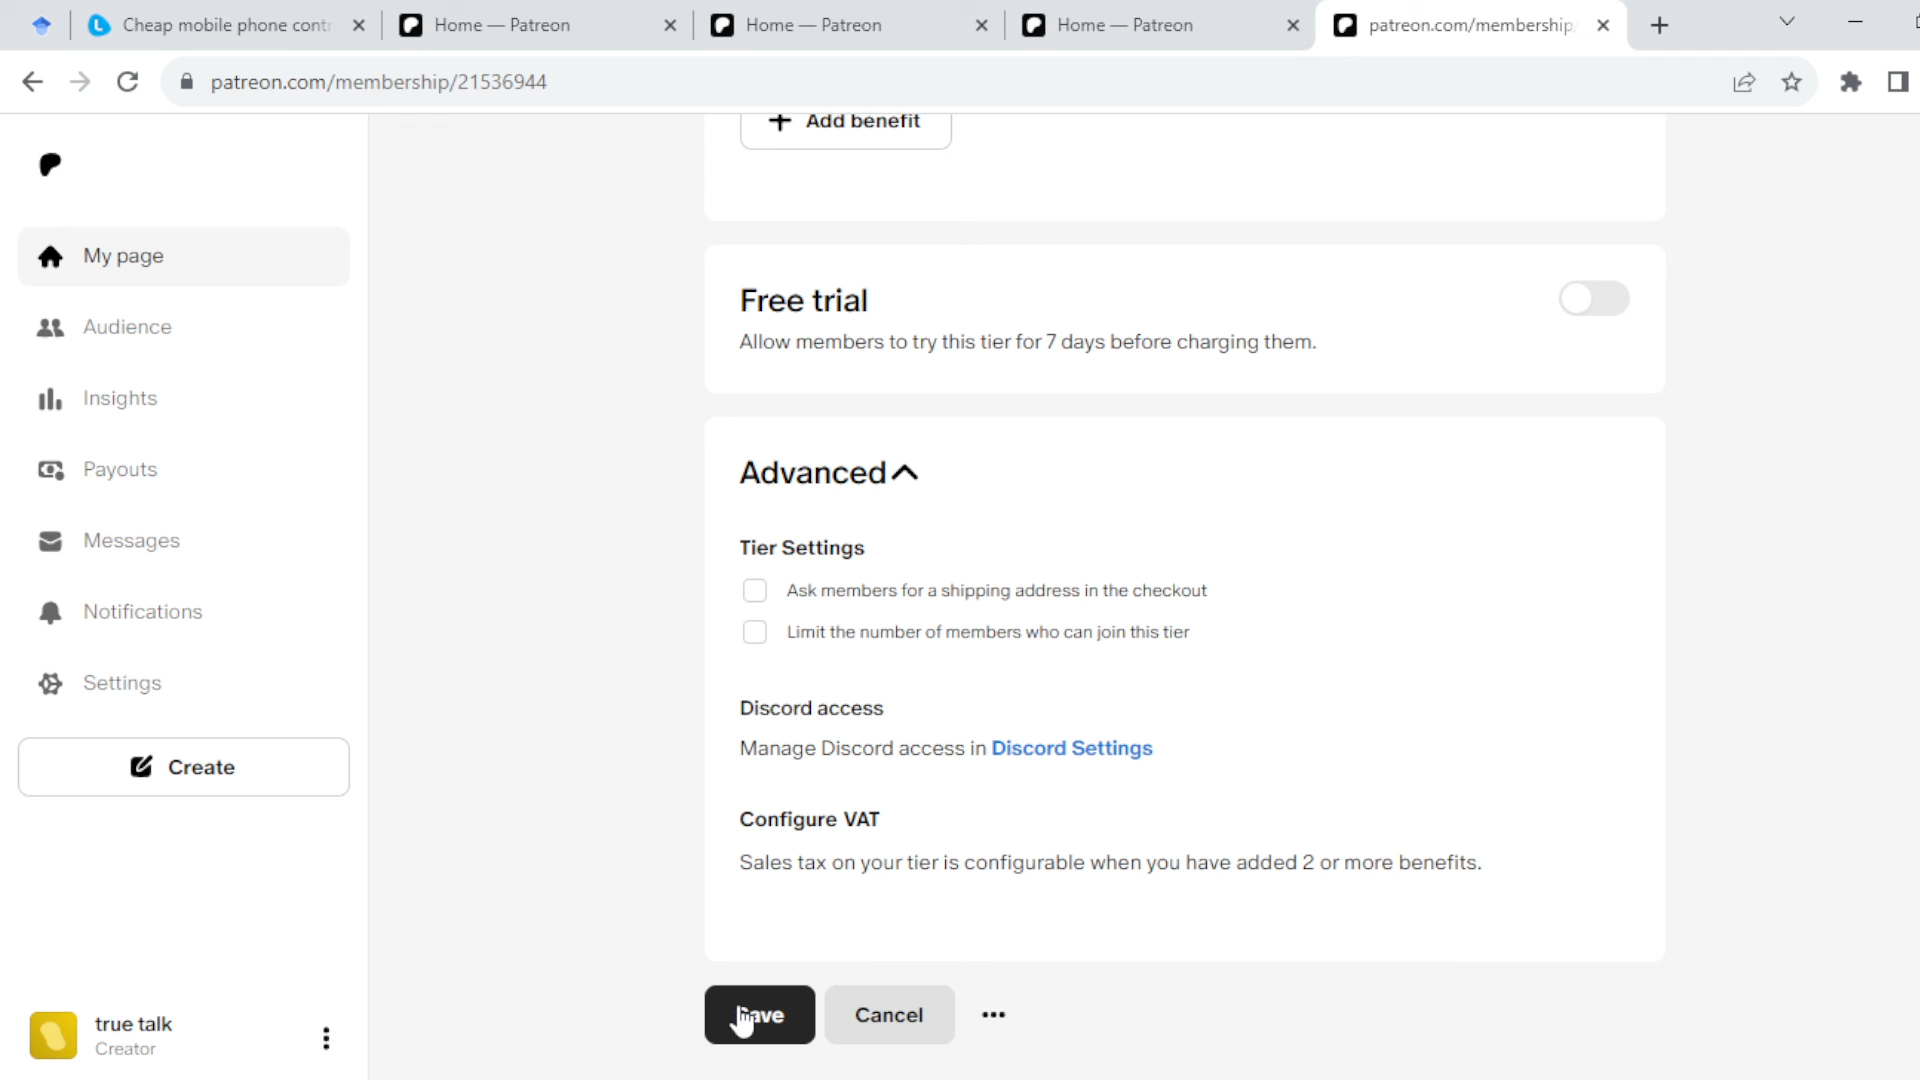 Cheap mobile phone contr
Home — Patreon
Home — Patreon
Home — Patreon
patreon.com/membership/
patreon.com/membership/21536944
Add benefit
My page
Audience
Insights
Payouts
Messages
Notifications
Settings
Create
true talk
Creator
Free trial
Allow members to try this tier for 7 days before charging them.
Advanced
Tier Settings
Ask members for a shipping address in the checkout
Limit the number of members who can join this tier
Discord access
Manage Discord access in Discord Settings
Configure VAT
Sales tax on your tier is configurable when you have added 2 or more benefits.
Save
Cancel